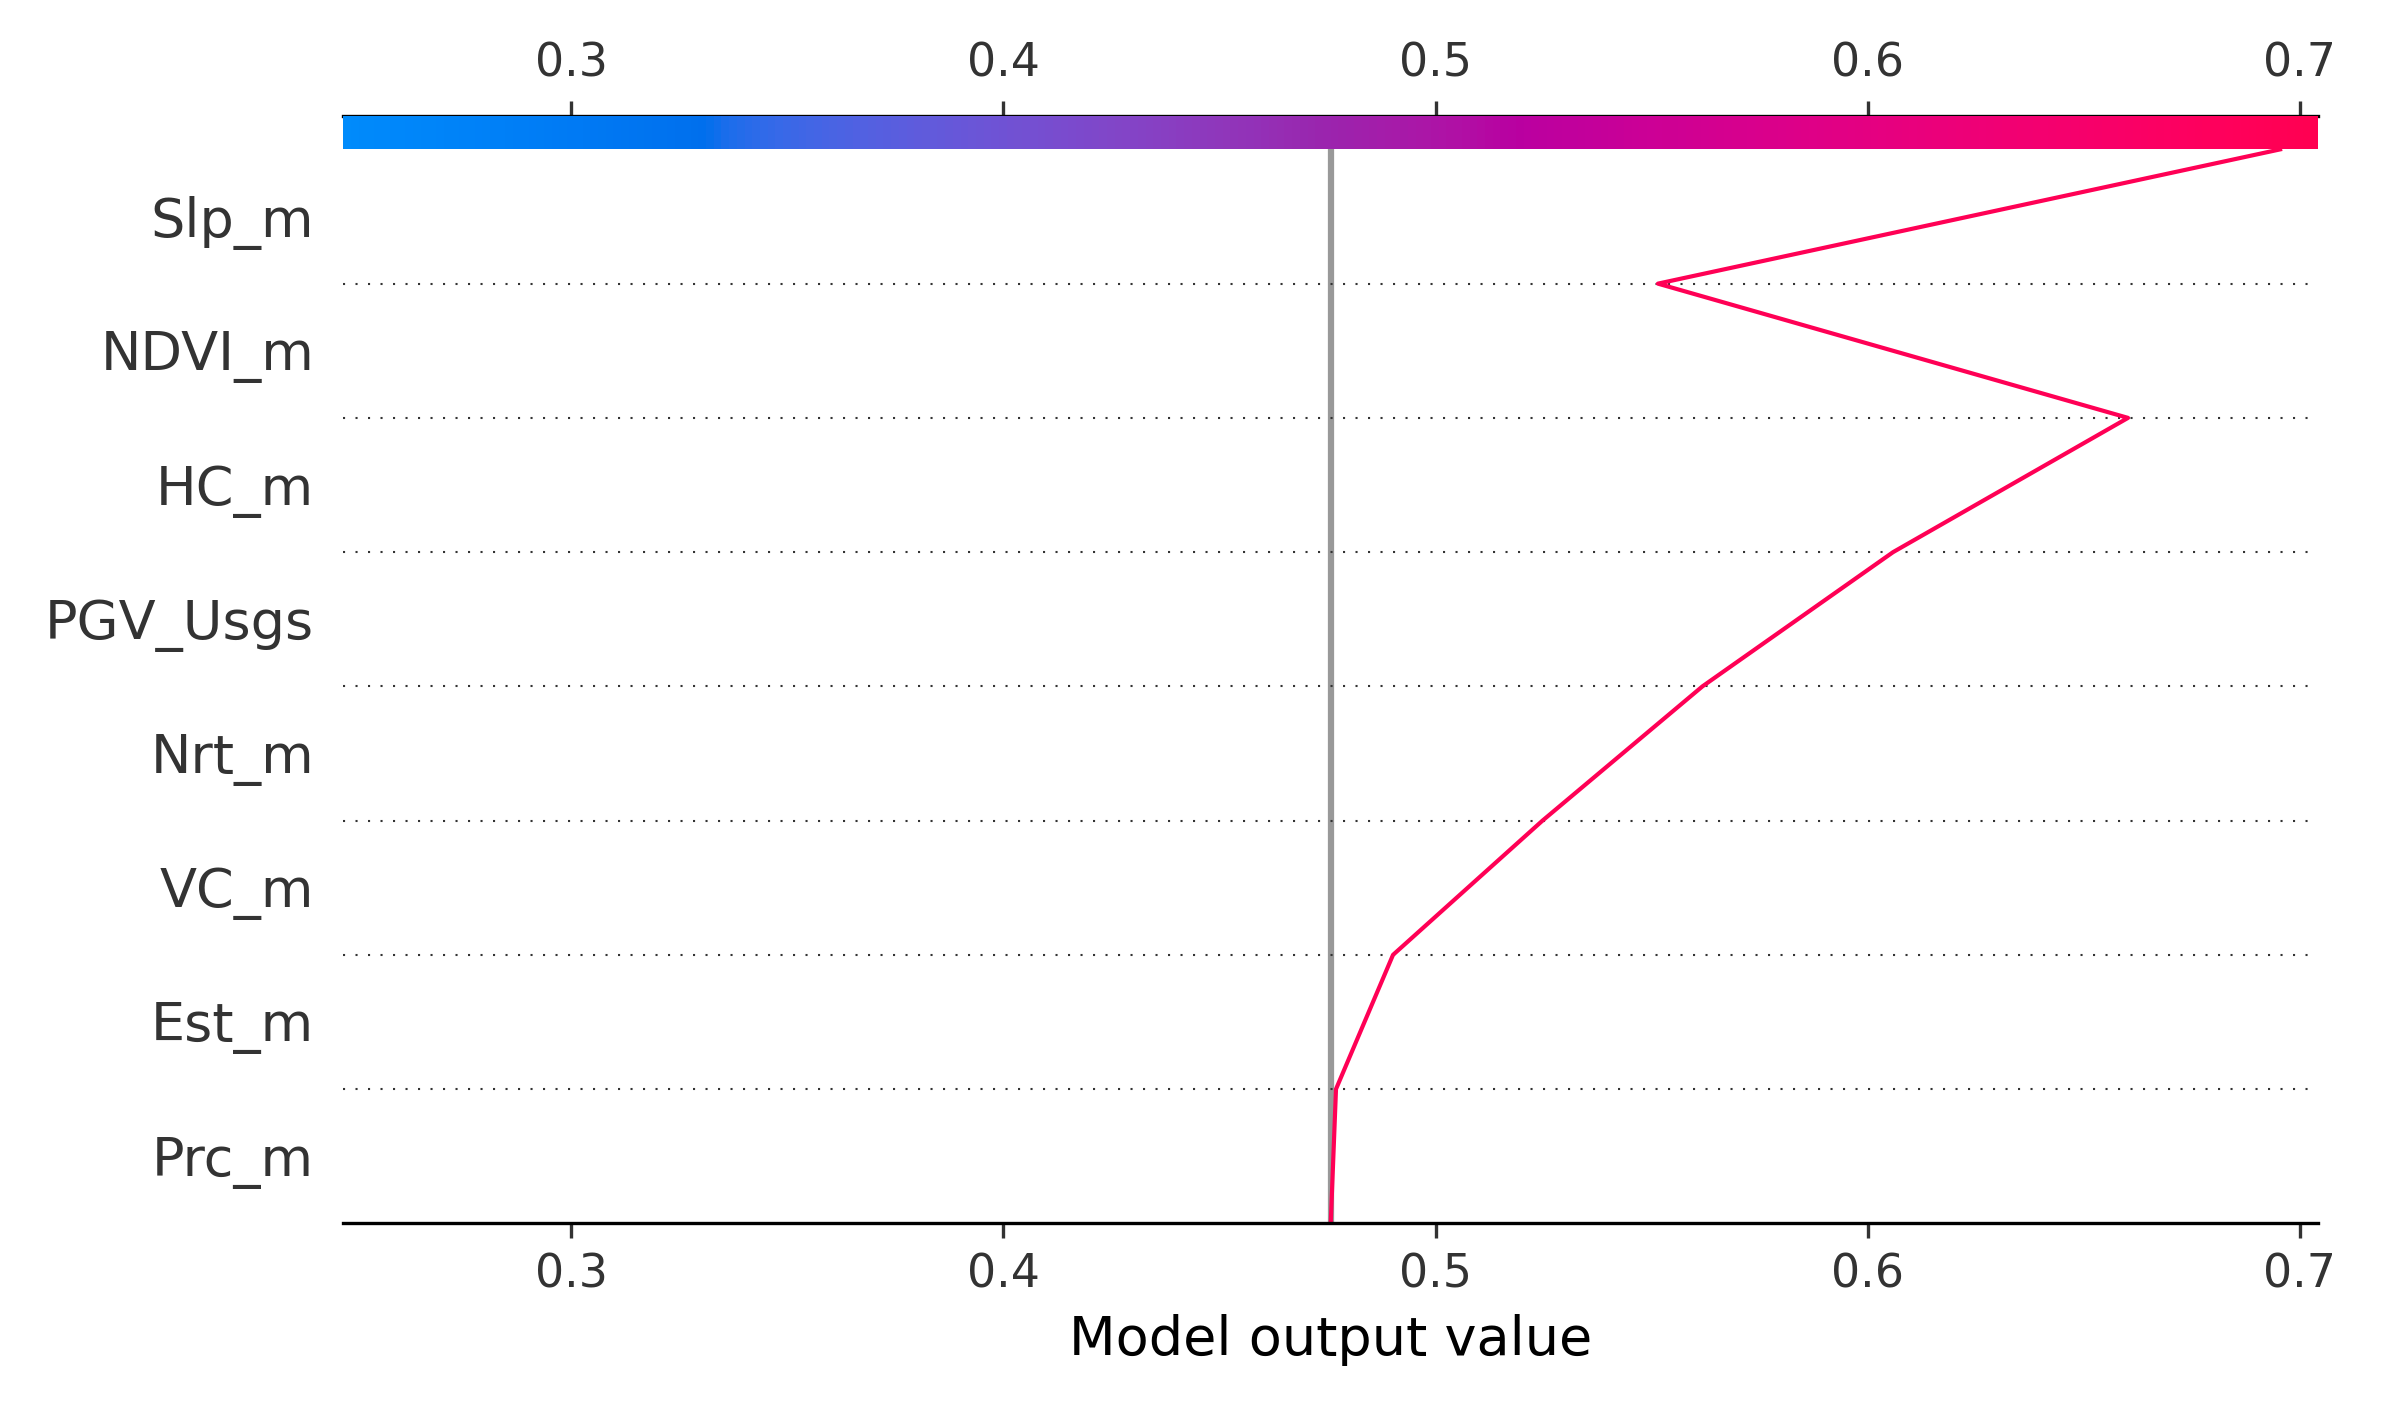 0.3 0.4 0.5 0.6 0.7
Slp_m
NDVI_m
HC_m
PGV_Usgs
Nrt_m
VC_m
Est_m
Prc_m
0.3 0.4 0.5 0.6 0.7
Model output value